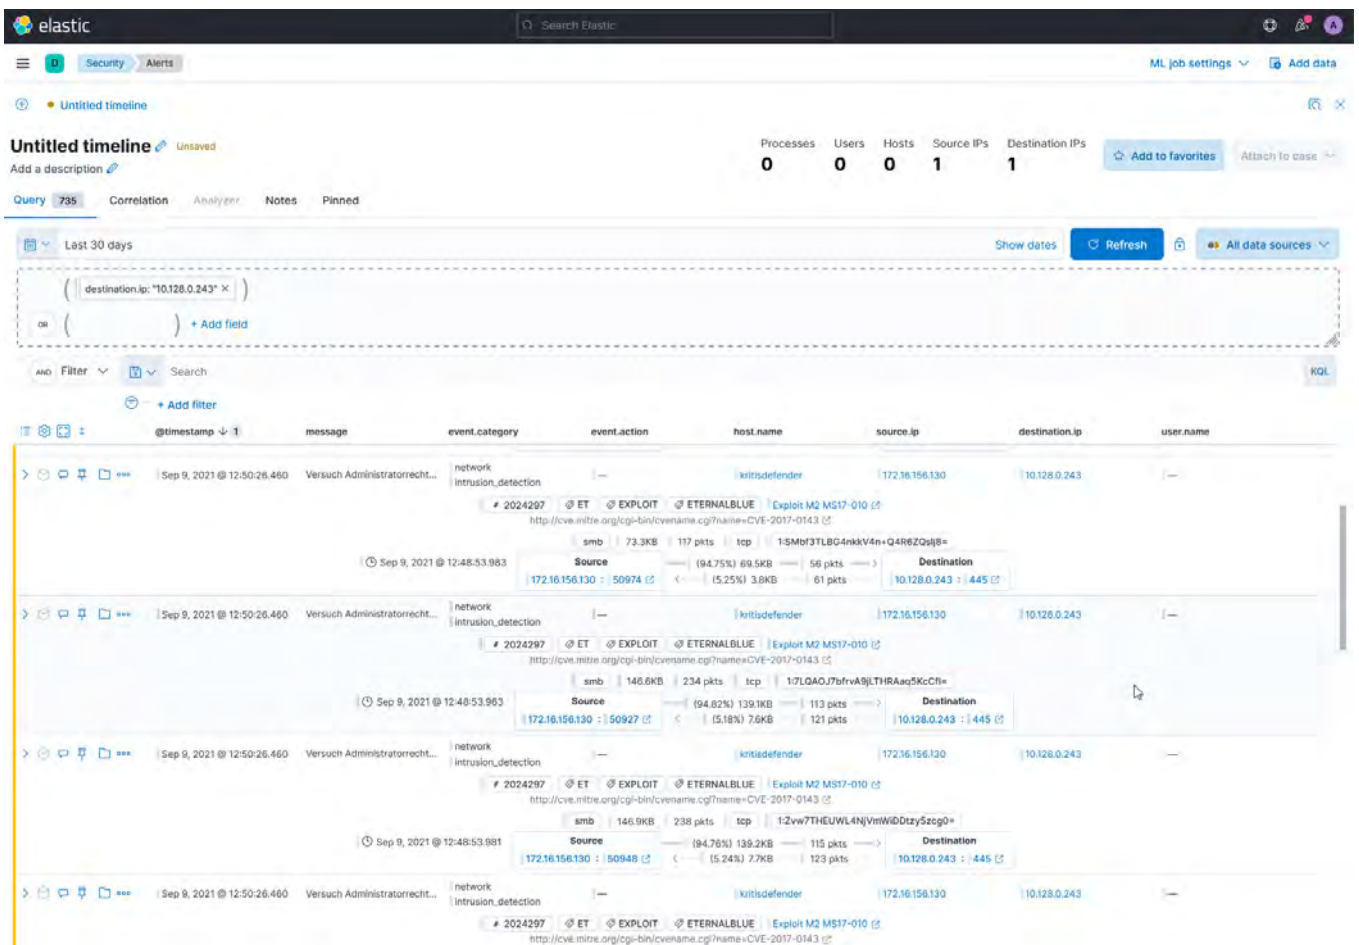 elastic
Search Elastic
A
D Security Alerts ML job settings Add data
Untitled timeline
Untitled timeline Unsaved
Add a description
Processes Users Hosts Source IPs Destination IPs
0 0 0 1 1
Add to favorites Attach to case
Query 735 Correlation Analyzer Notes Pinned
Last 30 days Show dates Refresh All data sources
( destination.ip: "10.128.0.243" × )
OR ( ) + Add field
AND Filter Search KQL
+ Add filter
@timestamp ↓ 1 message event.category event.action host.name source.ip destination.ip user.name
Sep 9, 2021 @ 12:50:26.460 Versuch Administratorrecht... network intrusion_detection — kritisdefender 172.16.156.130 10.128.0.243 —
# 2024297 ET EXPLOIT ETERNALBLUE Exploit M2 MS17-010
http://cve.mitre.org/cgi-bin/cvename.cgi?name=CVE-2017-0143
smb 73.3KB 117 pkts tcp
Sep 9, 2021 @ 12:48:53.983 Source (94.75%) 69.5KB 56 pkts Destination
172.16.156.130 : 50974 (5.25%) 3.8KB 61 pkts 10.128.0.243 : 445
Sep 9, 2021 @ 12:50:26.460 Versuch Administratorrecht... network intrusion_detection — kritisdefender 172.16.156.130 10.128.0.243 —
# 2024297 ET EXPLOIT ETERNALBLUE Exploit M2 MS17-010
http://cve.mitre.org/cgi-bin/cvename.cgi?name=CVE-2017-0143
smb 146.6KB 234 pkts tcp
Sep 9, 2021 @ 12:48:53.963 Source (94.82%) 139.1KB 113 pkts Destination
172.16.156.130 : 50927 (5.18%) 7.6KB 121 pkts 10.128.0.243 : 445
Sep 9, 2021 @ 12:50:26.460 Versuch Administratorrecht... network intrusion_detection — kritisdefender 172.16.156.130 10.128.0.243 —
# 2024297 ET EXPLOIT ETERNALBLUE Exploit M2 MS17-010
http://cve.mitre.org/cgi-bin/cvename.cgi?name=CVE-2017-0143
smb 146.9KB 238 pkts tcp
Sep 9, 2021 @ 12:48:53.981 Source (94.76%) 139.2KB 115 pkts Destination
172.16.156.130 : 50948 (5.24%) 7.7KB 123 pkts 10.128.0.243 : 445
Sep 9, 2021 @ 12:50:26.460 Versuch Administratorrecht... network intrusion_detection — kritisdefender 172.16.156.130 10.128.0.243 —
# 2024297 ET EXPLOIT ETERNALBLUE Exploit M2 MS17-010
http://cve.mitre.org/cgi-bin/cvename.cgi?name=CVE-2017-0143